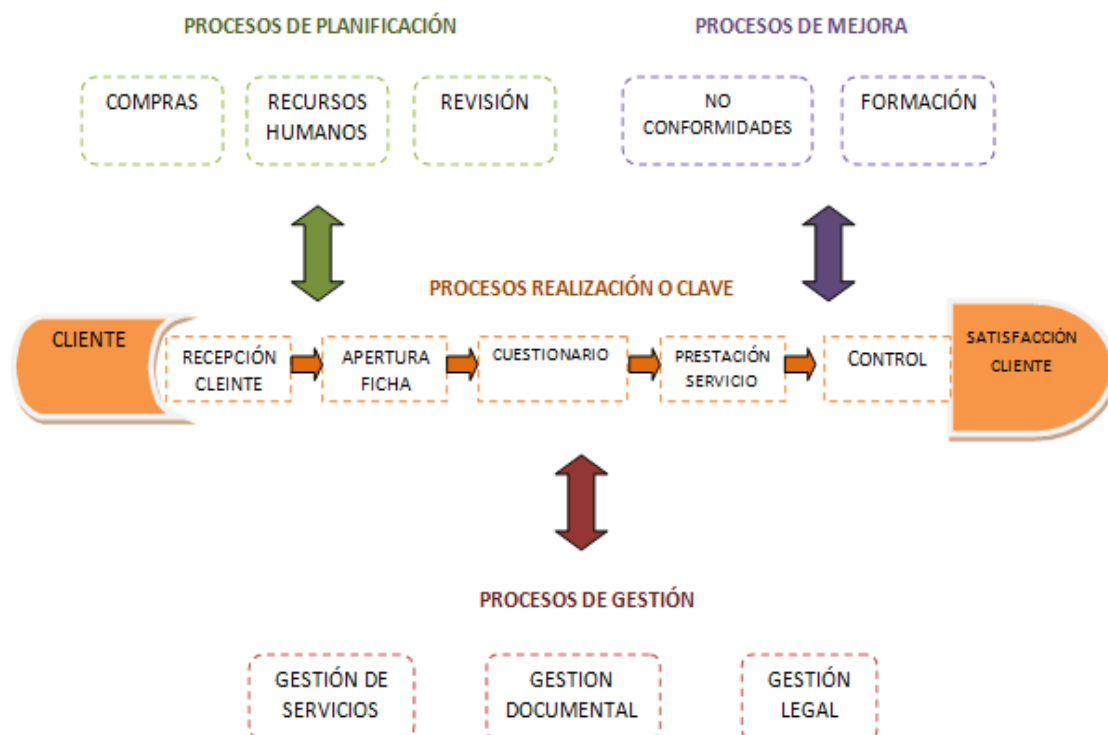 PROCESOS DE PLANIFICACIÓN
PROCESOS DE MEJORA
COMPRAS
RECURSOS
HUMANOS
REVISIÓN
NO
CONFORMIDADES
FORMACIÓN
PROCESOS REALIZACIÓN O CLAVE
CLIENTE
RECEPCIÓN
CLEINTE
APERTURA
FICHA
CUESTIONARIO
PRESTACIÓN
SERVICIO
CONTROL
SATISFACCIÓN
CLIENTE
PROCESOS DE GESTIÓN
GESTIÓN DE
SERVICIOS
GESTION
DOCUMENTAL
GESTIÓN
LEGAL